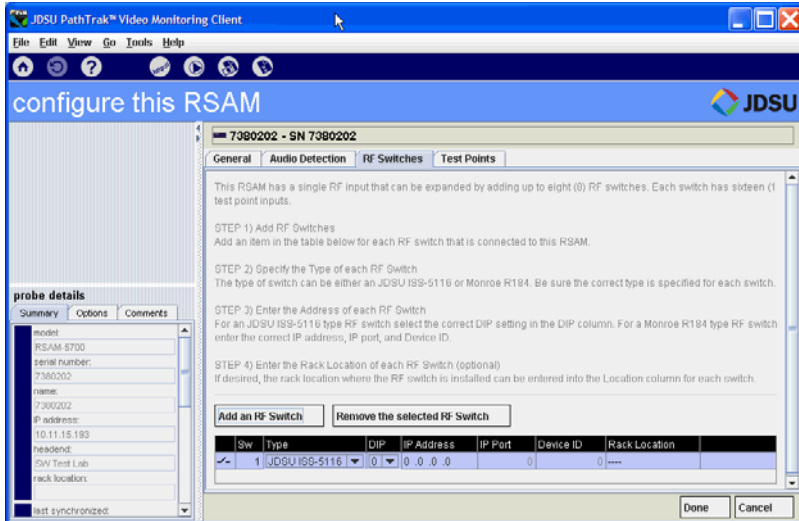 JDSU PathTrak™ Video Monitoring Client
File Edit View Go Tools Help
configure this RSAM
JDSU
7380202 - SN 7380202
General Audio Detection RF Switches Test Points
This RSAM has a single RF input that can be expanded by adding up to eight (8) RF switches. Each switch has sixteen (1
test point inputs.
STEP 1) Add RF Switches
Add an item in the table below for each RF switch that is connected to this RSAM.
STEP 2) Specify the Type of each RF Switch
The type of switch can be either an JDSU ISS-5116 or Monroe R184. Be sure the correct type is specified for each switch.
STEP 3) Enter the Address of each RF Switch
For an JDSU ISS-5116 type RF switch select the correct DIP setting in the DIP column. For a Monroe R184 type RF switch
enter the correct IP address, IP port, and Device ID.
STEP 4) Enter the Rack Location of each RF Switch (optional)
If desired, the rack location where the RF switch is installed can be entered into the Location column for each switch.
Add an RF Switch Remove the selected RF Switch
Sw Type DIP IP Address IP Port Device ID Rack Location
1 JDSU ISS-5116 0 0 .0 .0 .0 0 0 ----
Done Cancel
probe details
Summary Options Comments
model:
RSAM-5700
serial number:
7380202
name:
7380202
IP address:
10.11.15.193
headend:
SW Test Lab
rack location:
last synchronized: